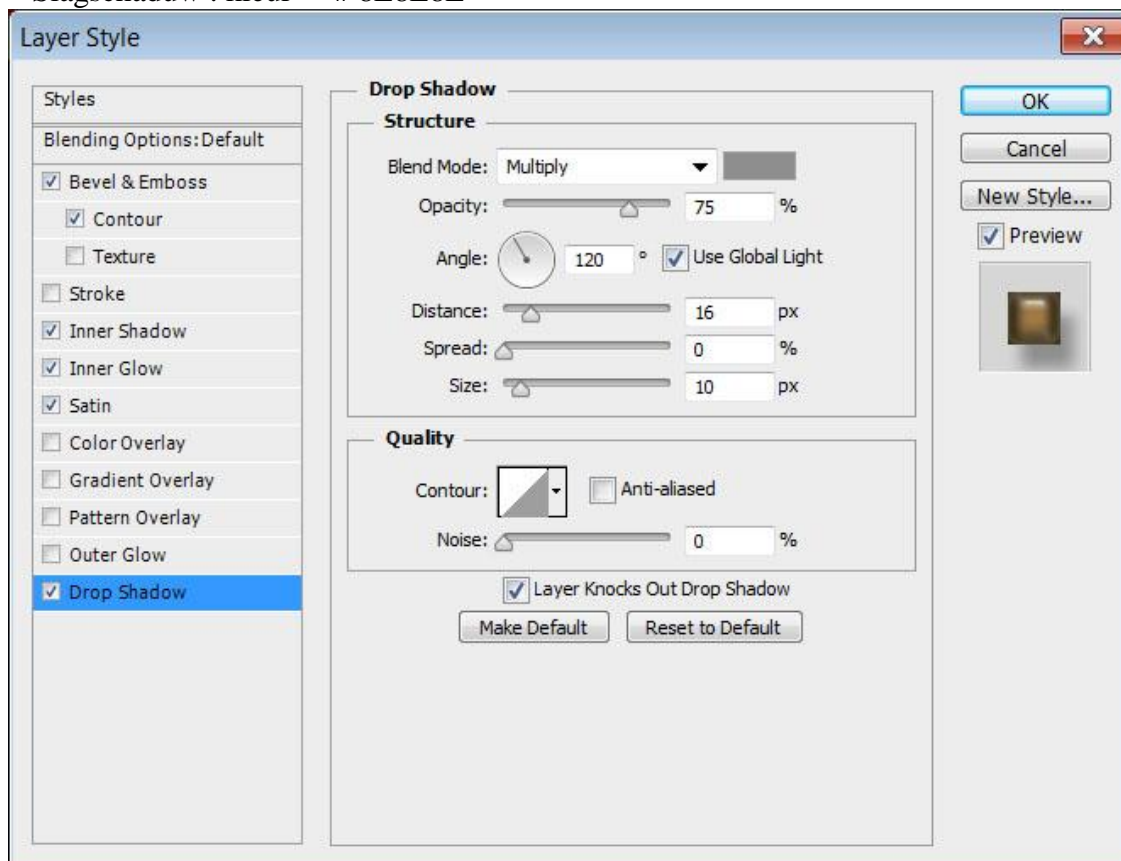 Layer Style
Styles
Blending Options: Default
Bevel & Emboss
Contour
Texture
Stroke
Inner Shadow
Inner Glow
Satin
Color Overlay
Gradient Overlay
Pattern Overlay
Outer Glow
Drop Shadow
Drop Shadow
Structure
Blend Mode: Multiply
Opacity: 75 %
Angle: 120 ° Use Global Light
Distance: 16 px
Spread: 0 %
Size: 10 px
Quality
Contour: Anti-aliased
Noise: 0 %
Layer Knocks Out Drop Shadow
Make Default Reset to Default
OK
Cancel
New Style...
Preview